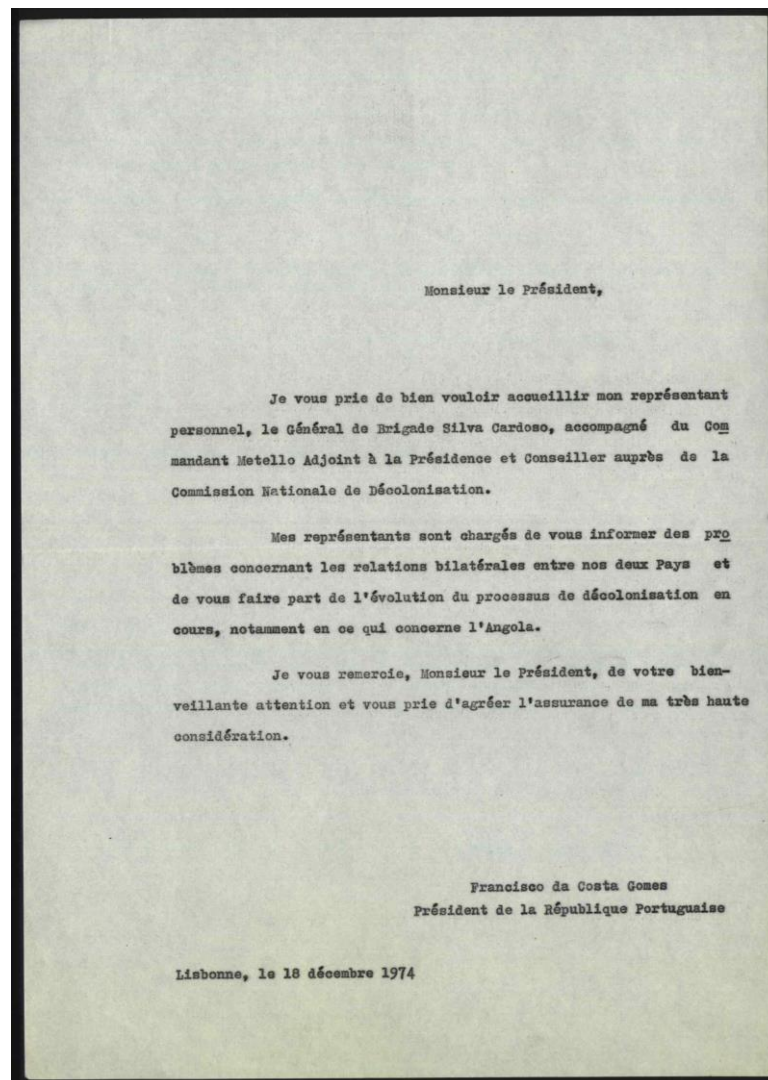 Monsieur le Président,
Je vous prie de bien vouloir accueillir mon représentant
personnel, le Général de Brigade Silva Cardoso, accompagné du Com
mandant Metello Adjoint à la Présidence et Conseiller auprès de la
Commission Nationale de Décolonisation.
Mes représentants sont chargés de vous informer des pro
blèmes concernant les relations bilatérales entre nos deux Pays et
de vous faire part de l'évolution du processus de décolonisation en
cours, notamment en ce qui concerne l'Angola.
Je vous remercie, Monsieur le Président, de votre bien-
veillante attention et vous prie d'agréer l'assurance de ma très haute
considération.
Francisco da Costa Gomes
Président de la République Portuguaise
Lisbonne, le 18 décembre 1974